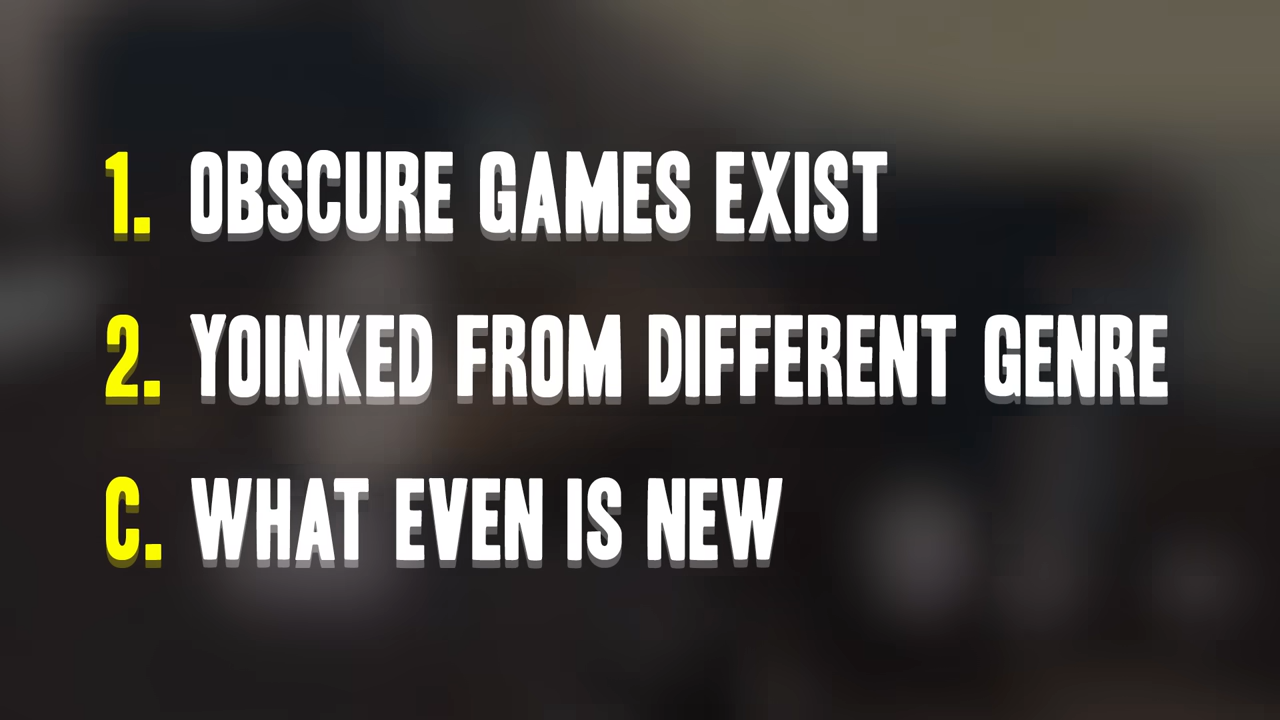 1. OBSCURE GAMES EXIST
2. YOINKED FROM DIFFERENT GENRE
C. WHAT EVEN IS NEW